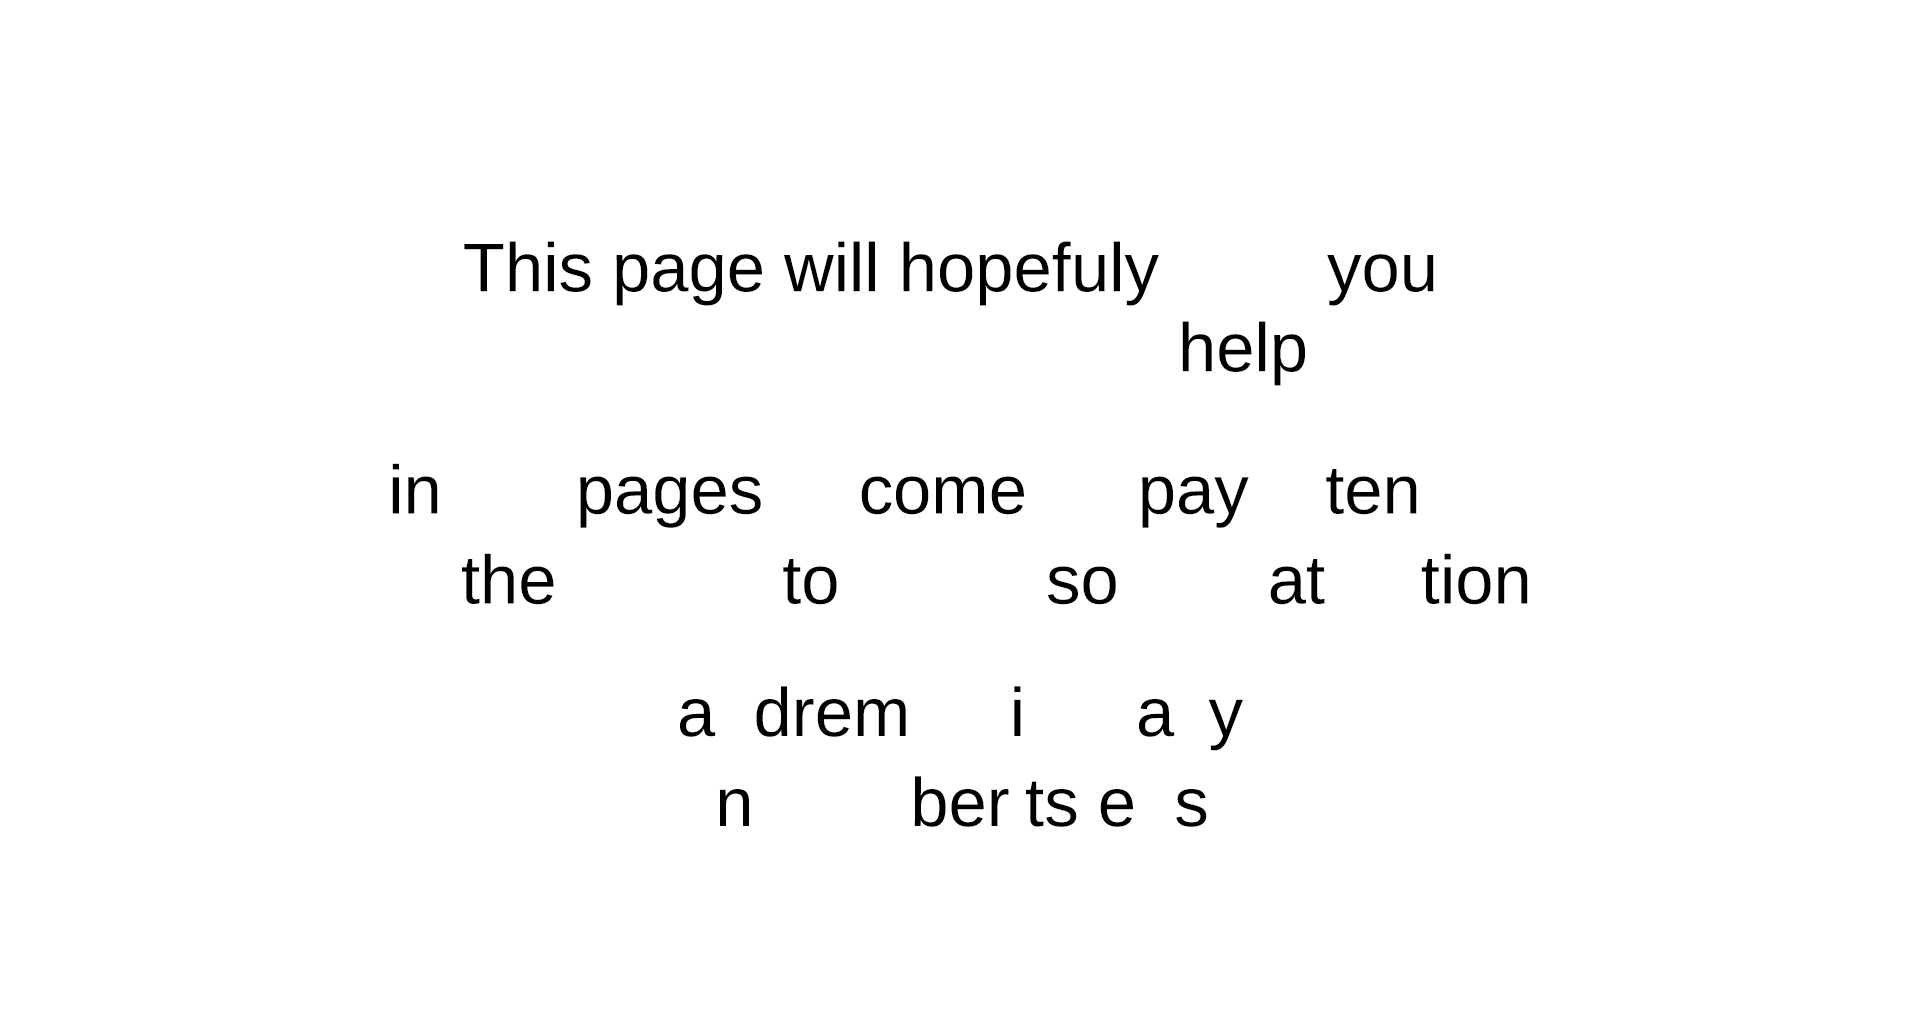 This page will hopefuly you
help
in pages come pay ten
the to so at tion
a drem i a y
n ber ts e s